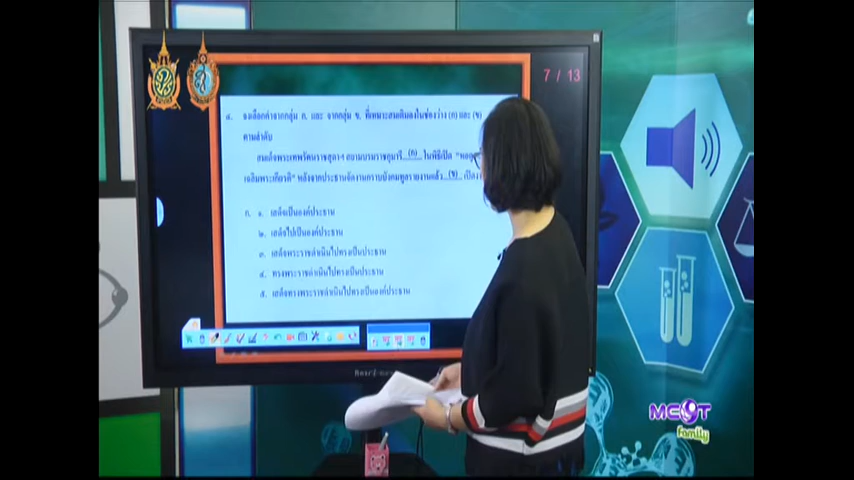 7 / 13
๔. จงเลือกคำจากกลุ่ม ก. และ จากกลุ่ม ข. ที่เหมาะสมเติมลงในช่องว่าง (ก) และ (ข)
ตามลำดับ
สมเด็จพระเทพรัตนราชสุดาฯ สยามบรมราชกุมารี (ก) ในพิธีเปิด
เฉลิมพระเกียรติ" หลังจากประธานจัดงานกราบบังคมทูลรายงานแล้ว (ข) เปิด
ก. ๑. เสด็จเป็นองค์ประธาน
๒. เสด็จไปเป็นองค์ประธาน
๓. เสด็จพระราชดำเนินไปทรงเป็นประธาน
๔. ทรงพระราชดำเนินไปทรงเป็นประธาน
๕. เสด็จทรงพระราชดำเนินไปทรงเป็นองค์ประธาน
MCOT
family